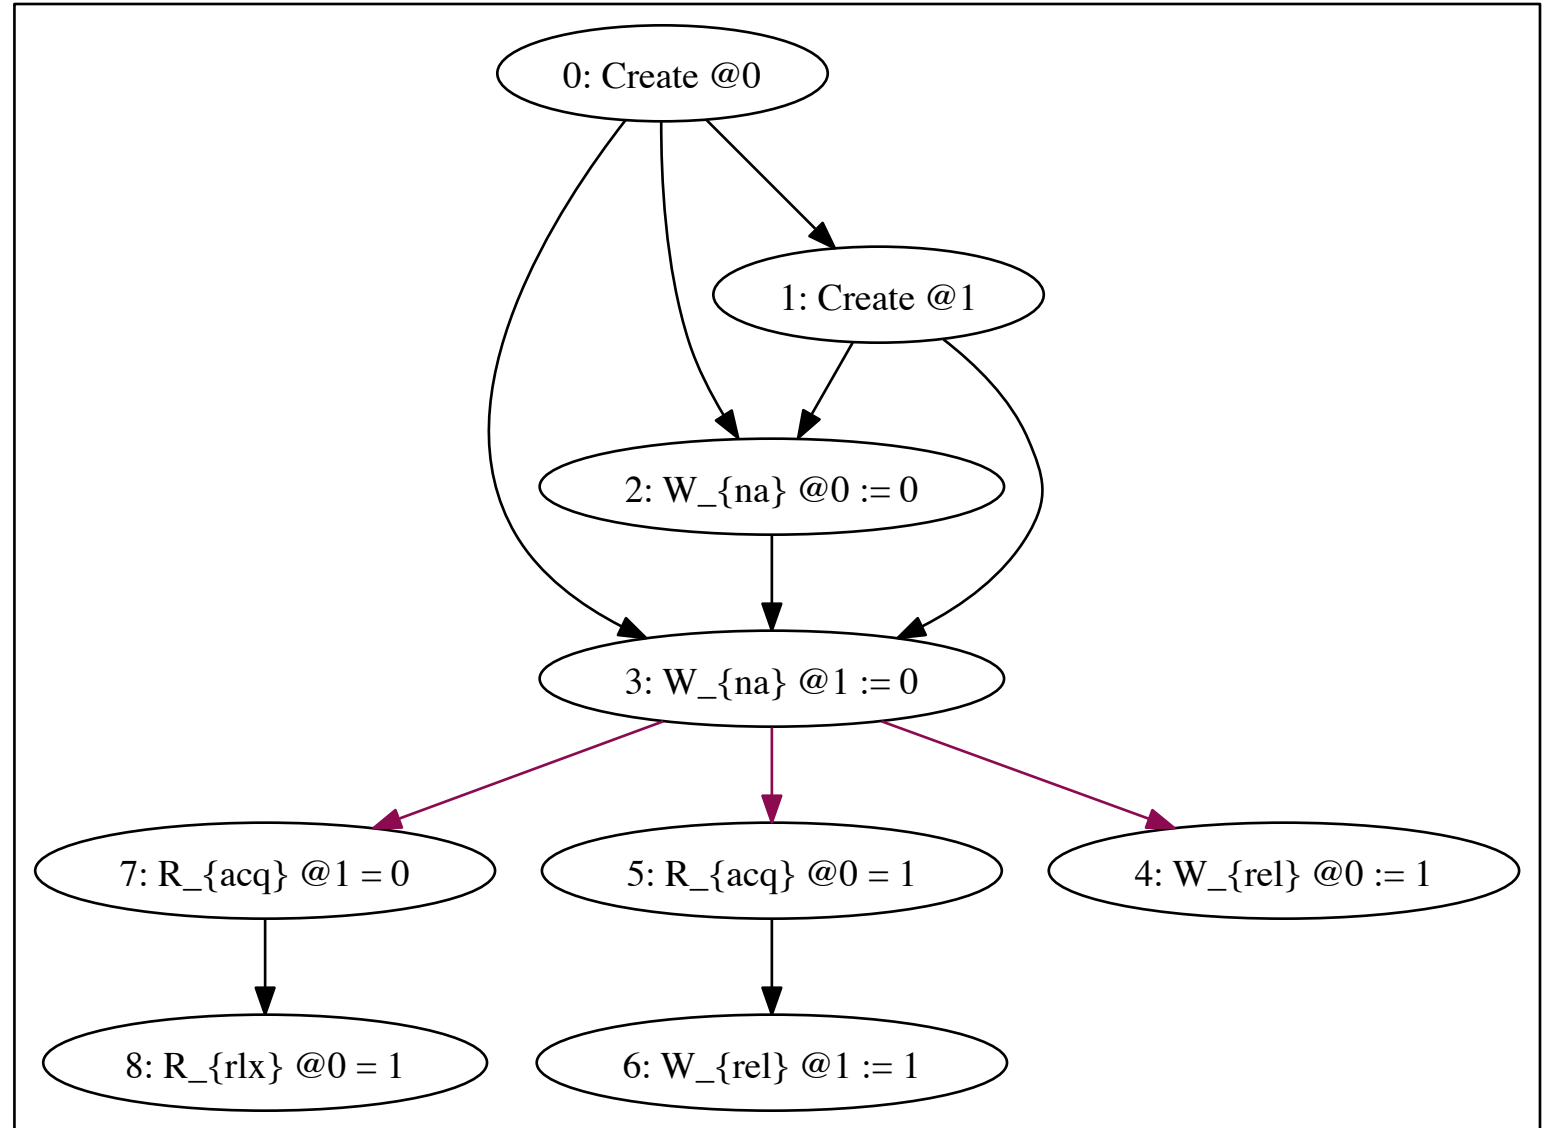 0: Create @0
1: Create @1
2: W_{na} @0 := 0
3: W_{na} @1 := 0
7: R_{acq} @1 = 0
5: R_{acq} @0 = 1
4: W_{rel} @0 := 1
8: R_{rlx} @0 = 1
6: W_{rel} @1 := 1